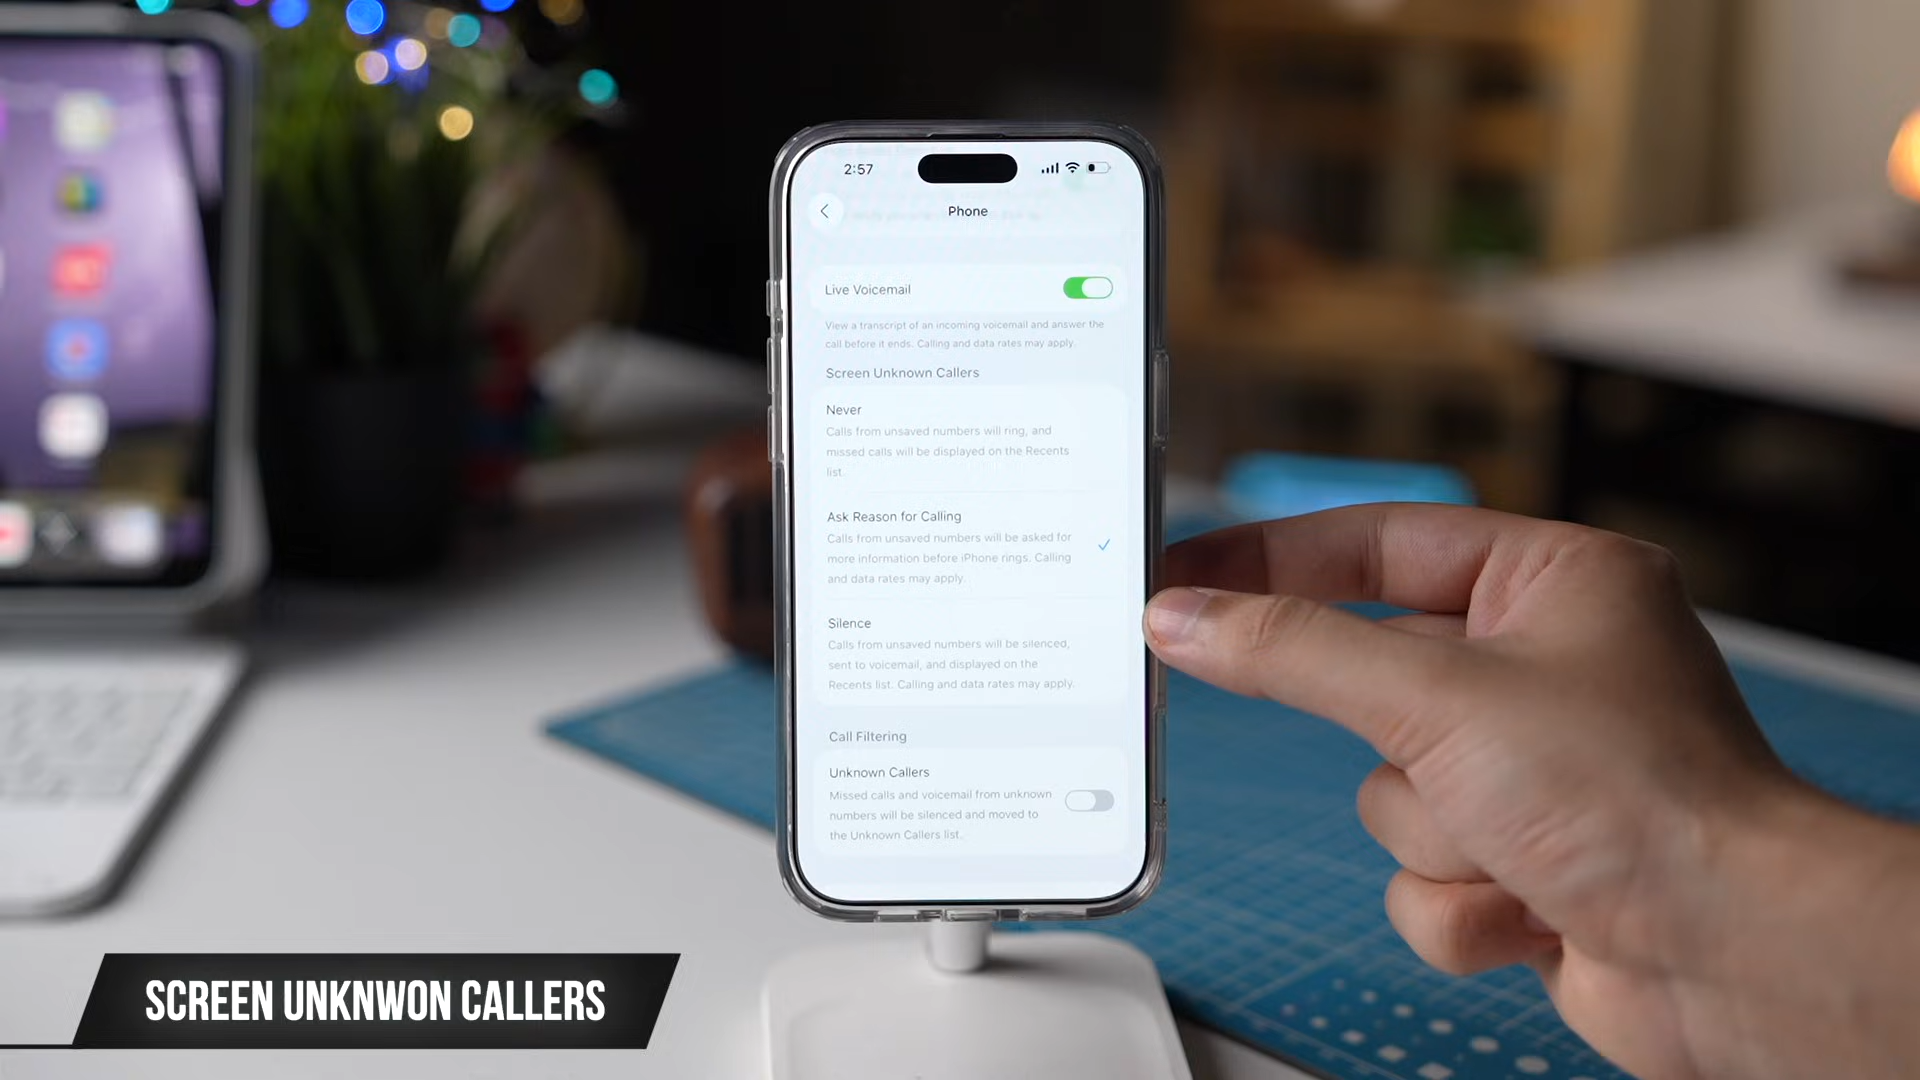 2:57
Phone
Live Voicemail
View a transcript of an incoming voicemail and answer the
call before it ends. Calling and data rates may apply.
Screen Unknown Callers
Never
Calls from unsaved numbers will ring, and
missed calls will be displayed on the Recents
list.
Ask Reason for Calling
Calls from unsaved numbers will be asked for
more information before iPhone rings. Calling
and data rates may apply.
Silence
Calls from unsaved numbers will be silenced,
sent to voicemail, and displayed on the
Recents list. Calling and data rates may apply.
Call Filtering
Unknown Callers
Missed calls and voicemail from unknown
numbers will be silenced and moved to
the Unknown Callers list.
SCREEN UNKNWON CALLERS